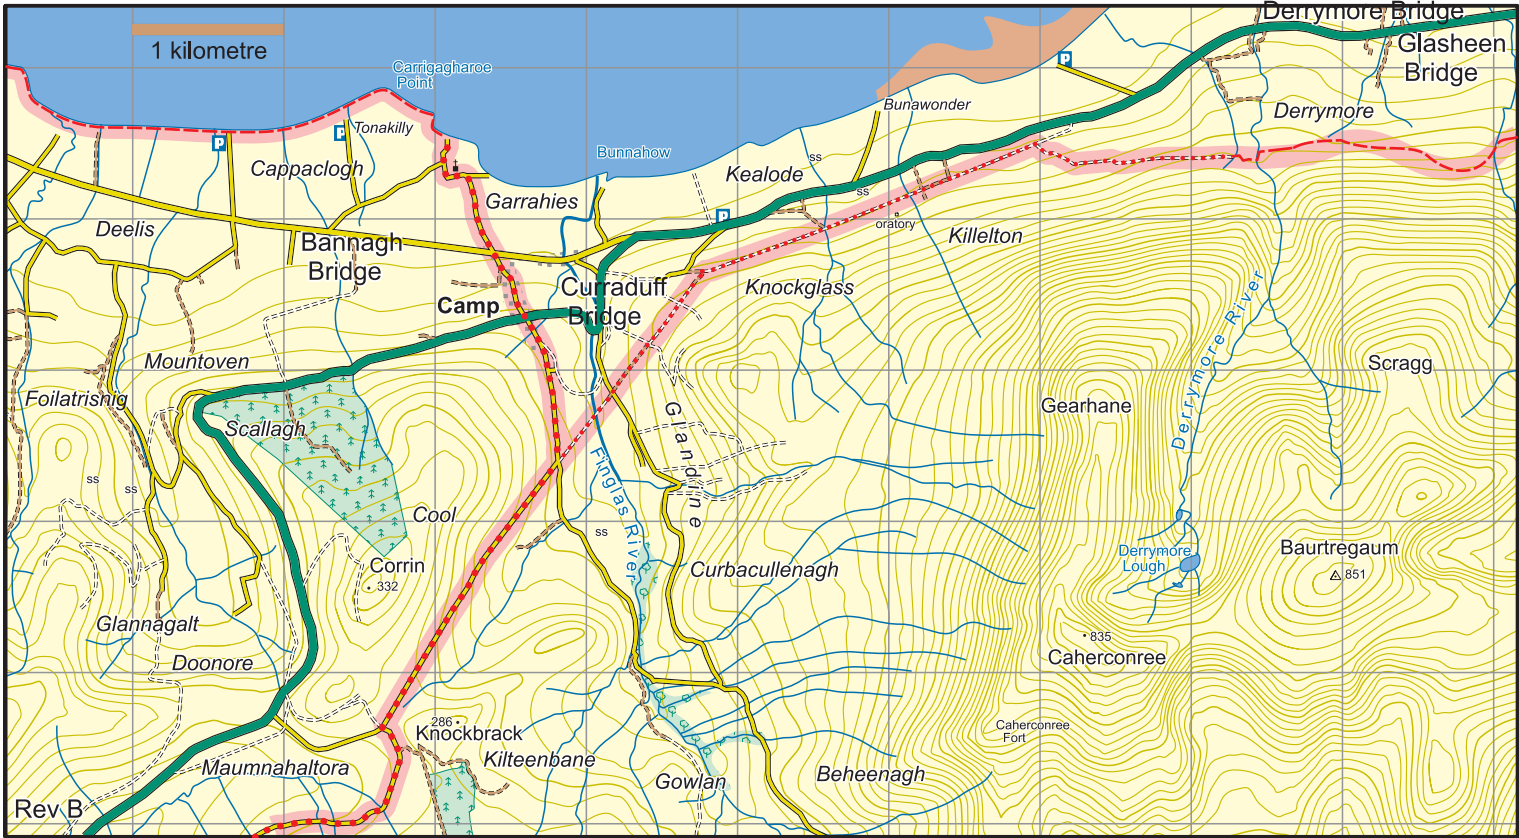 Derrymore Bridge
1 kilometre
Glasheen
Bridge
Carrigagharoe
Point
P
Bunawonder
Derrymore
P
P
Tonakilly
Cappaclogh
Bunnahow
ss
Kealode
ss
Garrahies
P
oratory
Killelton
Deelis
Bannagh
Bridge
Camp
Curraduff
Bridge
Knockglass
Derrymore River
Mountoven
Scragg
Foilatrisnig
Gearhane
Scallagh
Glandine
Finglas River
ss
ss
Cool
ss
Corrin
332
Curbacullenagh
Derrymore
Lough
Baurtregaum
851
Glannagalt
835
Caherconree
Doonore
286
Knockbrack
Caherconree
Fort
Kilteenbane
Maumnahaltora
Gowlan
Beheenagh
Rev B